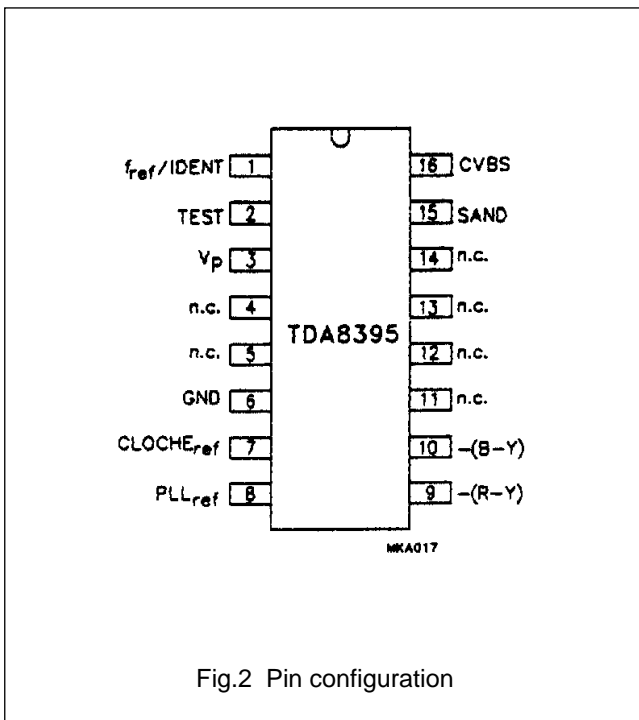 f_ref/IDENT 1 16 CVBS
TEST 2 15 SAND
Vp 3 14 n.c.
n.c. 4 13 n.c.
TDA8395
n.c. 5 12 n.c.
GND 6 11 n.c.
CLOCHE_ref 7 10 -(B-Y)
PLL_ref 8 9 -(R-Y)
MKA017
Fig.2 Pin configuration